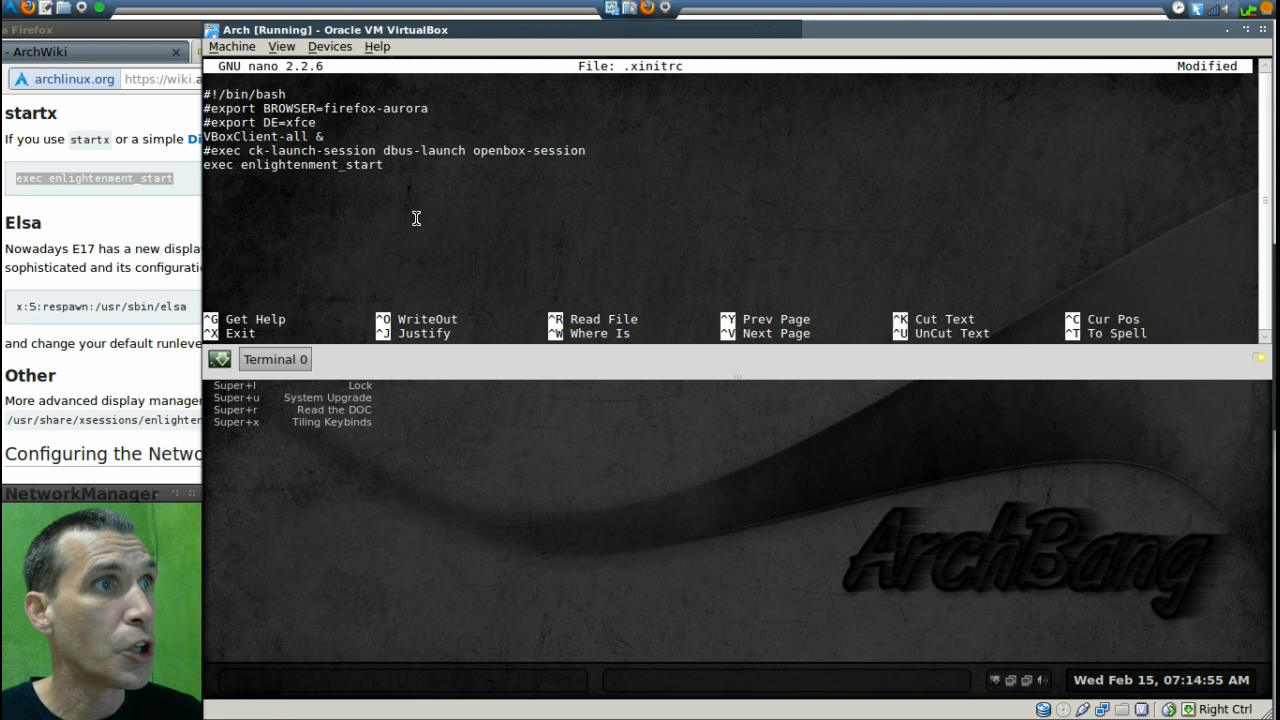 a Firefox
- ArchWiki
archlinux.org https://wiki.a
startx
If you use startx or a simple Di
exec enlightenment_start
Elsa
Nowadays E17 has a new displa
sophisticated and its configurati
x:5:respawn:/usr/sbin/elsa
and change your default runleve
Other
More advanced display manager
/usr/share/xsessions/enlighten
Configuring the Netwo
NetworkManager
Arch [Running] - Oracle VM VirtualBox
Machine View Devices Help
GNU nano 2.2.6 File: .xinitrc Modified
#!/bin/bash
#export BROWSER=firefox-aurora
#export DE=xfce
VBoxClient-all &
#exec ck-launch-session dbus-launch openbox-session
exec enlightenment_start
^G Get Help ^O WriteOut ^R Read File ^Y Prev Page ^K Cut Text ^C Cur Pos
^X Exit ^J Justify ^W Where Is ^V Next Page ^U UnCut Text ^T To Spell
Terminal 0
Super+l Lock
Super+u System Upgrade
Super+r Read the DOC
Super+x Tiling Keybinds
ArchBang
Wed Feb 15, 07:14:55 AM
Right Ctrl